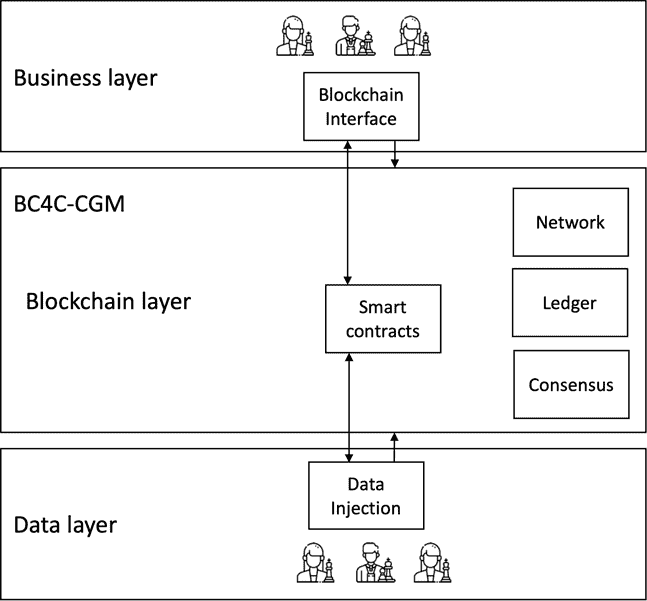 Business layer
Blockchain
Interface
BC4C-CGM
Network
Blockchain layer
Smart
contracts
Ledger
Consensus
Data layer
Data
Injection